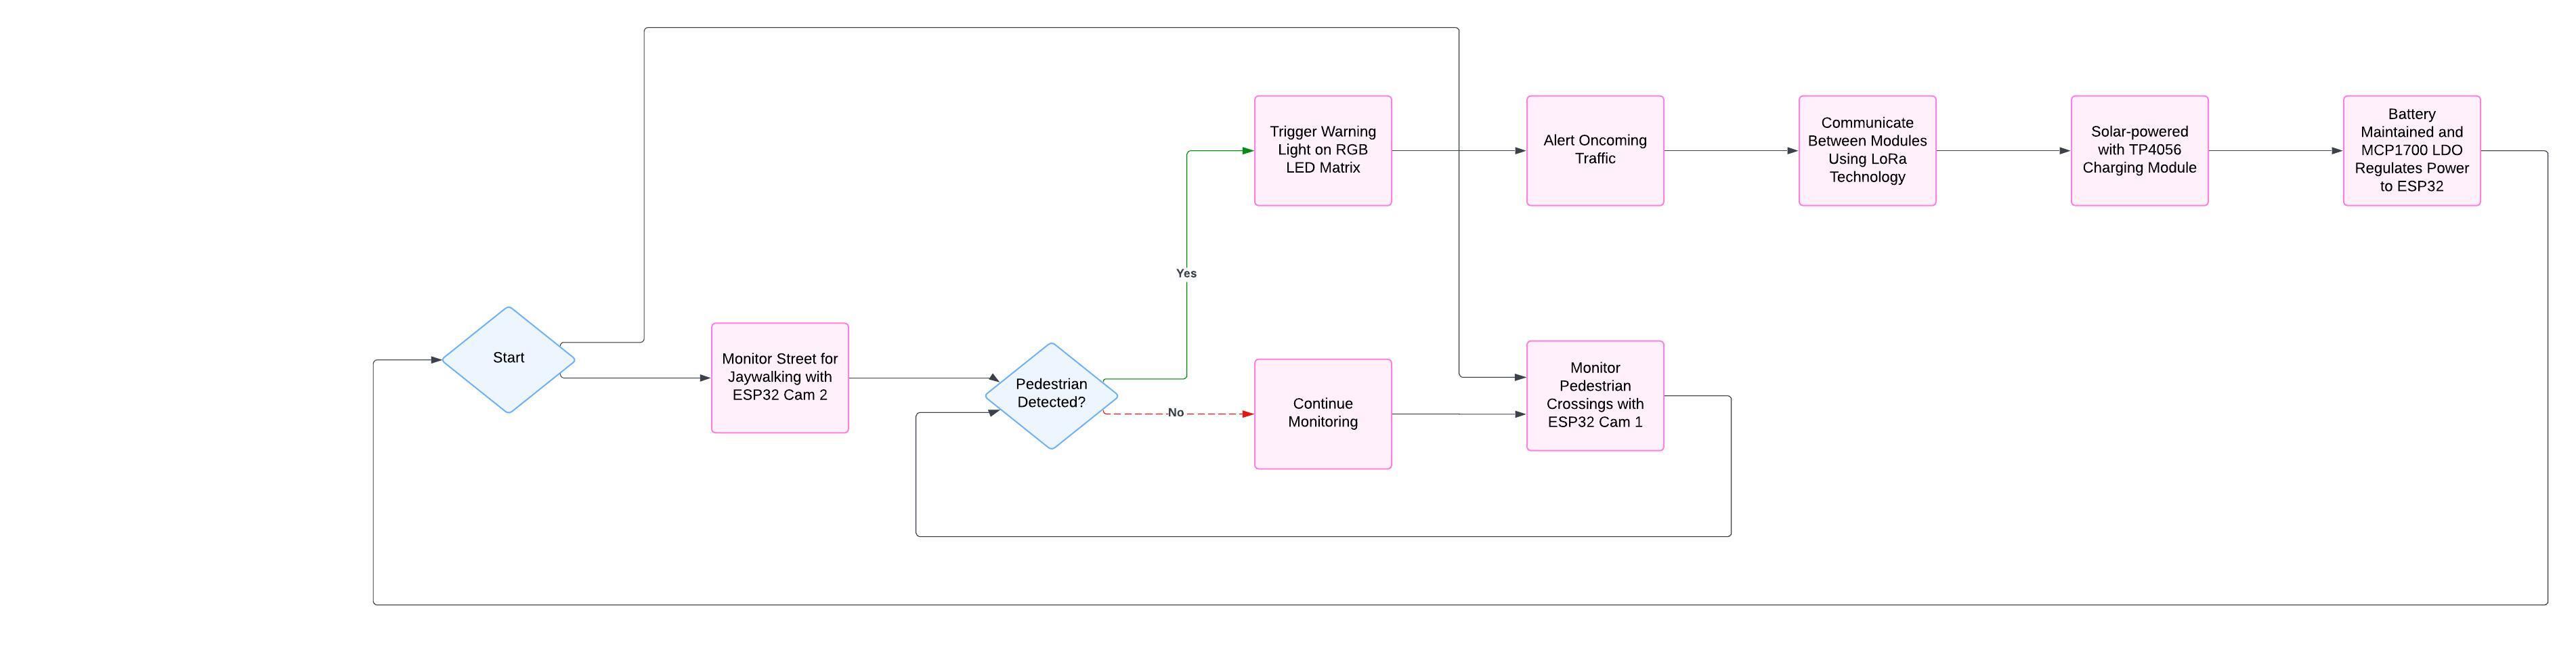 Trigger Warning
Light on RGB
LED Matrix
Alert Oncoming
Traffic
Communicate
Between Modules
Using LoRa
Technology
Solar-powered
with TP4056
Charging Module
Battery
Maintained and
MCP1700 LDO
Regulates Power
to ESP32
Yes
Start
Monitor Street for
Jaywalking with
ESP32 Cam 2
Pedestrian
Detected?
No
Continue
Monitoring
Monitor
Pedestrian
Crossings with
ESP32 Cam 1